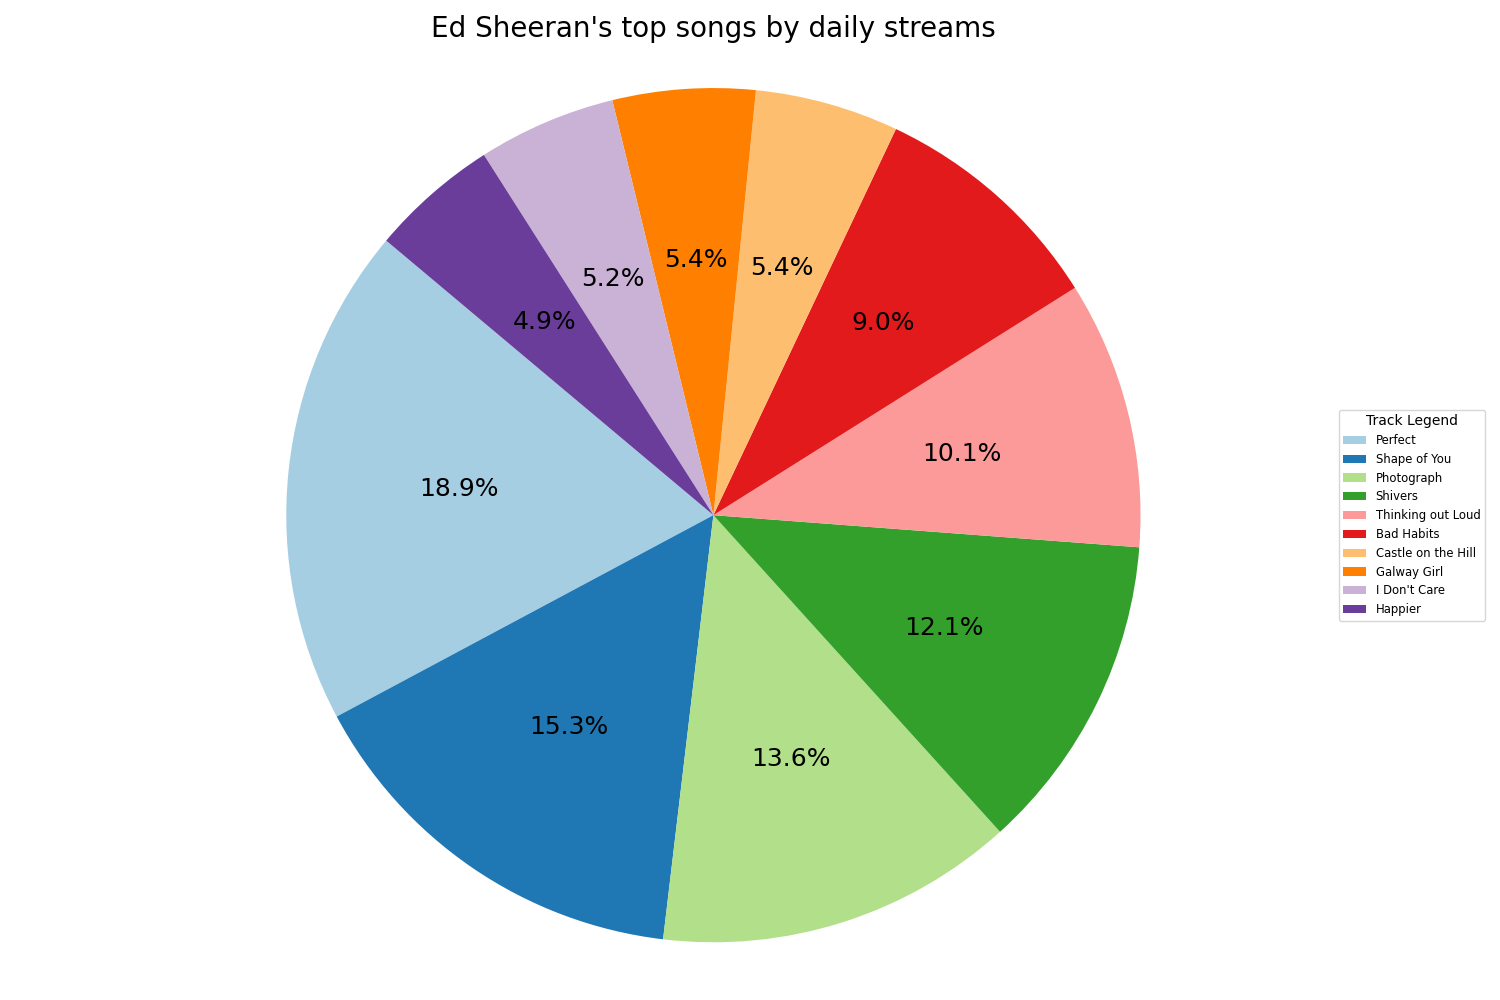 Ed Sheeran's top songs by daily streams
5.4%
5.4%
5.2%
4.9%
9.0%
10.1%
18.9%
12.1%
15.3%
13.6%
Track Legend
Perfect
Shape of You
Photograph
Shivers
Thinking out Loud
Bad Habits
Castle on the Hill
Galway Girl
I Don't Care
Happier